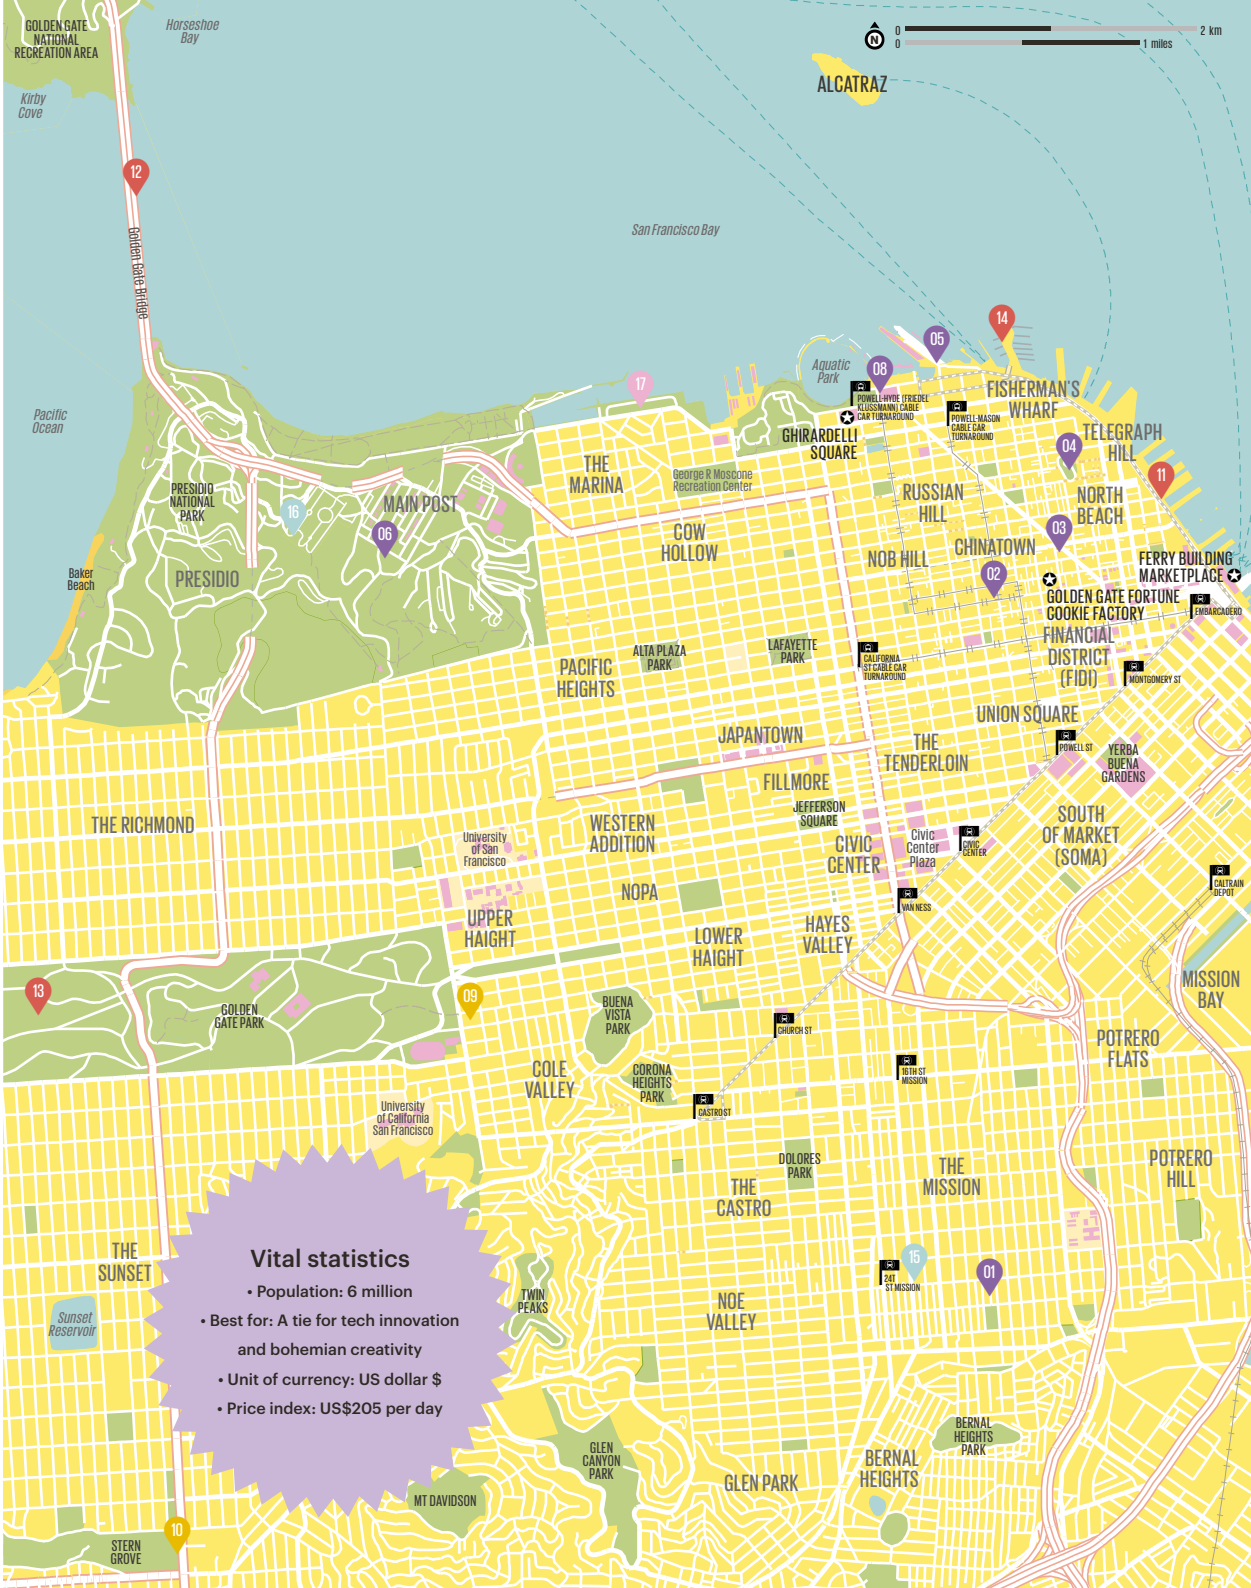 GOLDEN GATE
NATIONAL
RECREATION AREA
Horseshoe
Bay
0
2 km
N
0
1 miles
ALCATRAZ
Kirby
Cove
12
San Francisco Bay
Golden Gate Bridge
14
05
Aquatic
Park
08
17
Pacific
Ocean
POWELL-HYDE (FRIEDEL
KLUSSMANN) CABLE
CAR TURNAROUND
FISHERMAN'S
WHARF
POWELL-MASON
CABLE CAR
TURNAROUND
GHIRARDELLI
SQUARE
TELEGRAPH
HILL
04
THE
MARINA
George R Moscone
Recreation Center
11
PRESIDIO
NATIONAL
PARK
MAIN POST
16
06
RUSSIAN
HILL
NORTH
BEACH
COW
HOLLOW
03
NOB HILL
CHINATOWN
02
FERRY BUILDING
MARKETPLACE
Baker
Beach
PRESIDIO
GOLDEN GATE FORTUNE
COOKIE FACTORY
EMBARCADERO
FINANCIAL
DISTRICT
(FIDI)
ALTA PLAZA
PARK
LAFAYETTE
PARK
CALIFORNIA
ST CABLE CAR
TURNAROUND
MONTGOMERY ST
PACIFIC
HEIGHTS
UNION SQUARE
JAPANTOWN
THE
TENDERLOIN
POWELL ST
YERBA
BUENA
GARDENS
FILLMORE
THE RICHMOND
JEFFERSON
SQUARE
WESTERN
ADDITION
SOUTH
OF MARKET
(SOMA)
University
of San
Francisco
CIVIC
CENTER
Civic
Center
Plaza
CIVIC
CENTER
NOPA
CALTRAIN
DEPOT
VAN NESS
UPPER
HAIGHT
HAYES
VALLEY
LOWER
HAIGHT
MISSION
BAY
13
09
GOLDEN
GATE PARK
BUENA
VISTA
PARK
CHURCH ST
POTRERO
FLATS
COLE
VALLEY
CORONA
HEIGHTS
PARK
16TH ST
MISSION
CASTRO ST
University
of California
San Francisco
DOLORES
PARK
THE
MISSION
POTRERO
HILL
THE
CASTRO
THE
SUNSET
Vital statistics
• Population: 6 million
• Best for: A tie for tech innovation
and bohemian creativity
• Unit of currency: US dollar $
• Price index: US$205 per day
15
01
24T
ST MISSION
TWIN
PEAKS
NOE
VALLEY
Sunset
Reservoir
GLEN
CANYON
PARK
BERNAL
HEIGHTS
PARK
BERNAL
HEIGHTS
GLEN PARK
MT DAVIDSON
10
STERN
GROVE